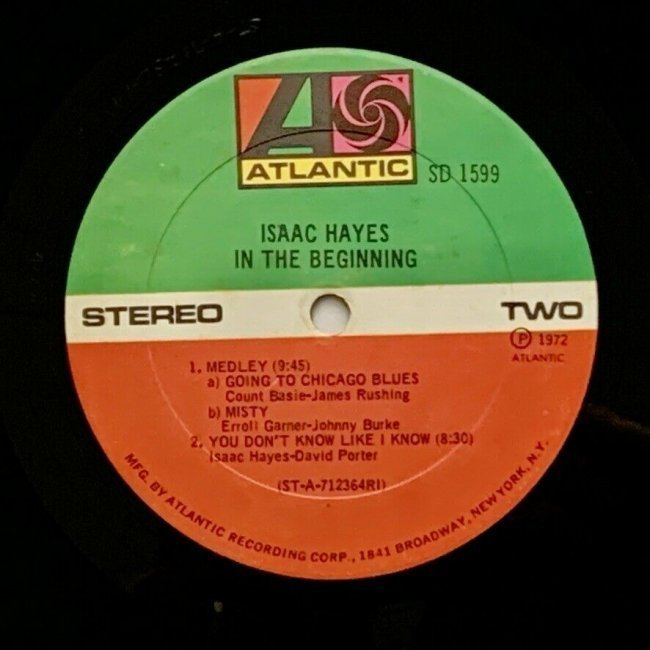 ATLANTIC
SD 1599
ISAAC HAYES
IN THE BEGINNING
STEREO
TWO
Ⓟ 1972
ATLANTIC
1. MEDLEY (9:45)
a) GOING TO CHICAGO BLUES
Count Basie-James Rushing
b) MISTY
Erroll Garner-Johnny Burke
2. YOU DON'T KNOW LIKE I KNOW (8:30)
Isaac Hayes-David Porter
(ST-A-712364RI)
MFG. BY ATLANTIC RECORDING CORP., 1841 BROADWAY, NEW YORK, N.Y.